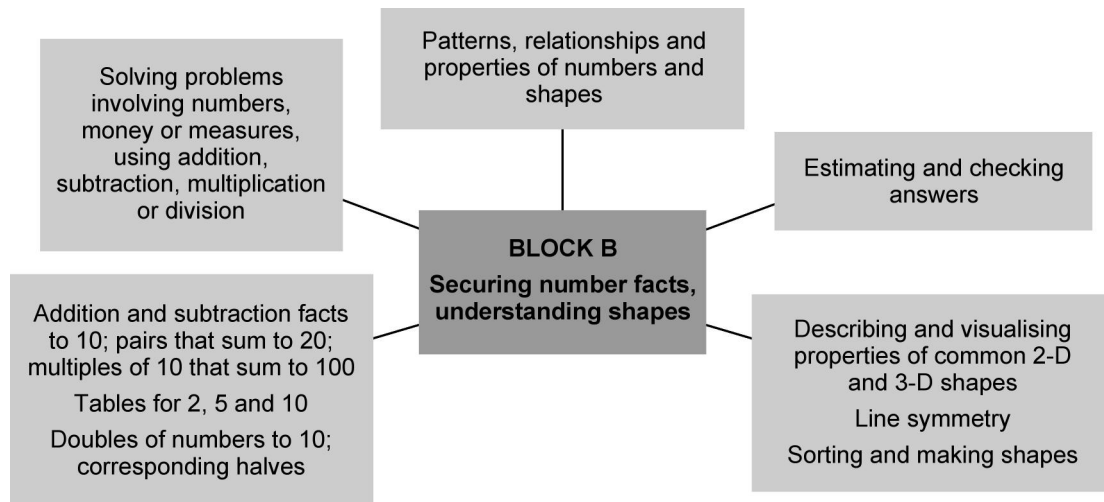 Patterns, relationships and
properties of numbers and
shapes
Solving problems
involving numbers,
money or measures,
using addition,
subtraction, multiplication
or division
Estimating and checking
answers
BLOCK B
Securing number facts,
understanding shapes
Addition and subtraction facts
to 10; pairs that sum to 20;
multiples of 10 that sum to 100
Tables for 2, 5 and 10
Doubles of numbers to 10;
corresponding halves
Describing and visualising
properties of common 2-D
and 3-D shapes
Line symmetry
Sorting and making shapes